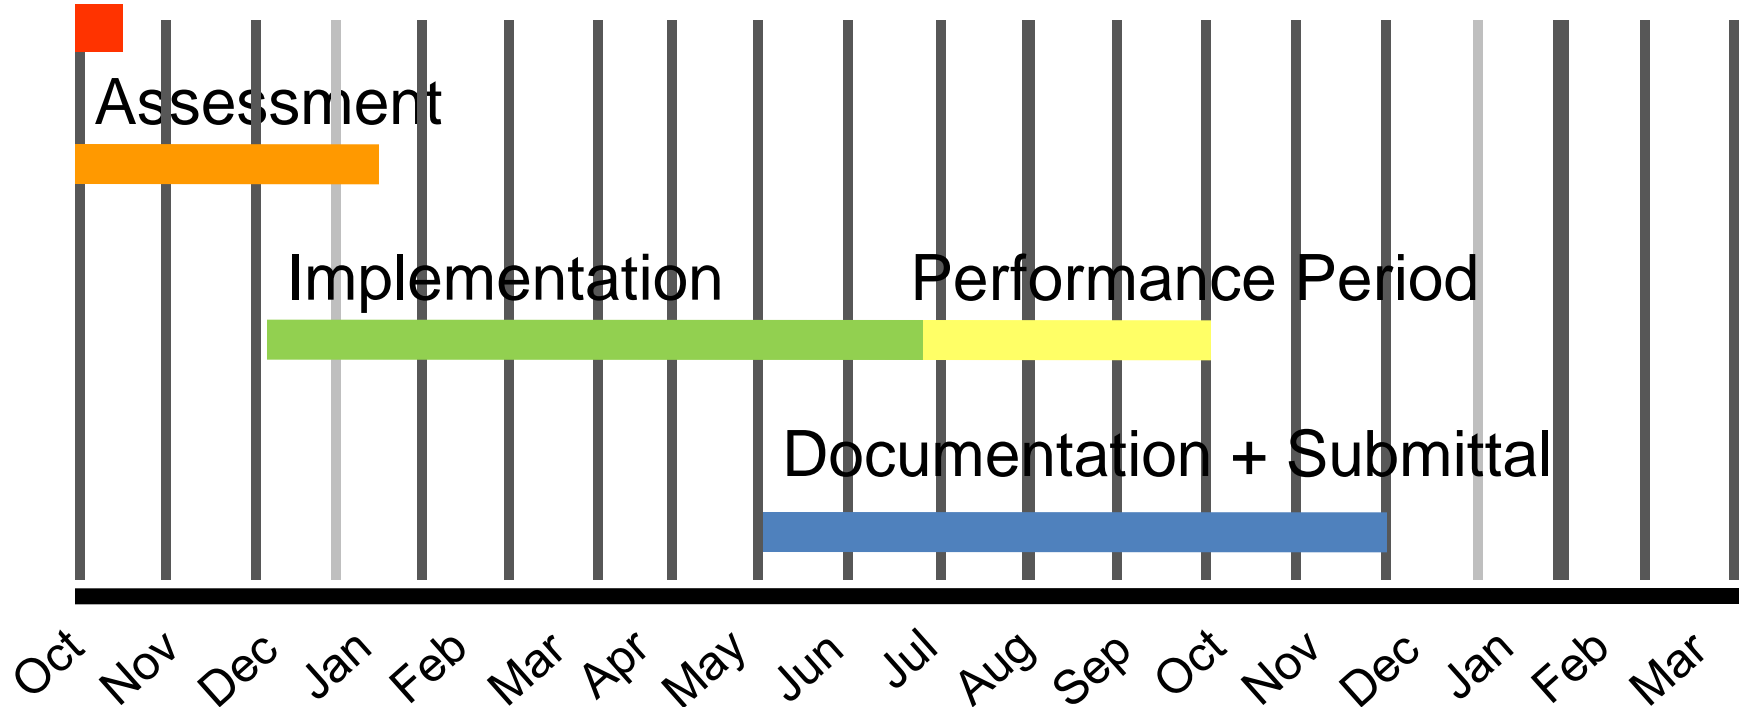 Assessment
Implementation Performance Period
Documentation + Submittal
Oct Nov Dec Jan Feb Mar Apr May Jun Jul Aug Sep Oct Nov Dec Jan Feb Mar